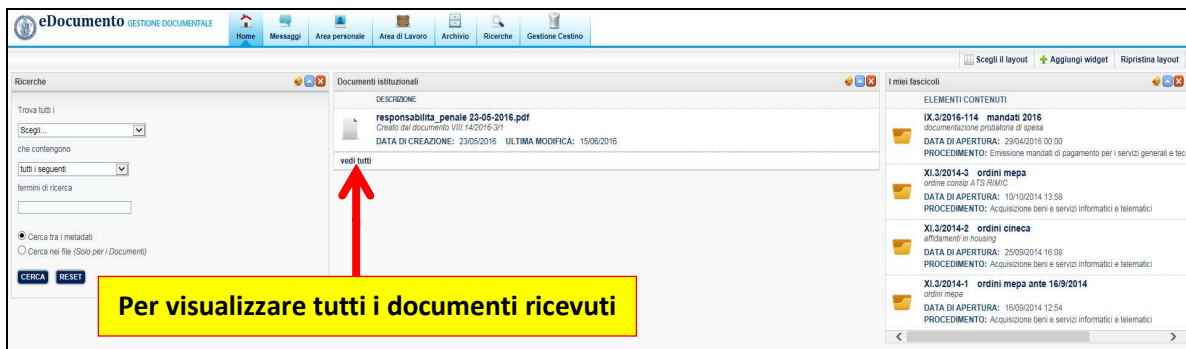 eDocumento GESTIONE DOCUMENTALE
Home
Messaggi
Area personale
Area di Lavoro
Archivio
Ricerche
Gestione Cestino
Scegli il layout
Aggiungi widget
Ripristina layout
Ricerche
Trova tutti i
Scegli...
che contengono
tutti i seguenti
termini di ricerca
Cerca tra i metadati
Cerca nei file (Solo per i Documenti)
CERCA
RESET
Documenti istituzionali
DESCRIZIONE
responsabilita_penale 23-05-2016.pdf
Creato dal documento VIII.14/2016-3/1
DATA DI CREAZIONE: 23/05/2016 ULTIMA MODIFICA: 15/06/2016
vedi tutti
Per visualizzare tutti i documenti ricevuti
I miei fascicoli
ELEMENTI CONTENUTI
IX.3/2016-114 mandati 2016
documentazione probatoria di spesa
DATA DI APERTURA: 29/04/2016 00:00
PROCEDIMENTO: Emissione mandati di pagamento per i servizi generali e tec
XI.3/2014-3 ordini mepa
ordine consip ATS RIMIC
DATA DI APERTURA: 10/10/2014 13:58
PROCEDIMENTO: Acquisizione beni e servizi informatici e telematici
XI.3/2014-2 ordini cineca
affidamenti in housing
DATA DI APERTURA: 25/09/2014 16:08
PROCEDIMENTO: Acquisizione beni e servizi informatici e telematici
XI.3/2014-1 ordini mepa ante 16/9/2014
ordini mepa
DATA DI APERTURA: 16/09/2014 12:54
PROCEDIMENTO: Acquisizione beni e servizi informatici e telematici